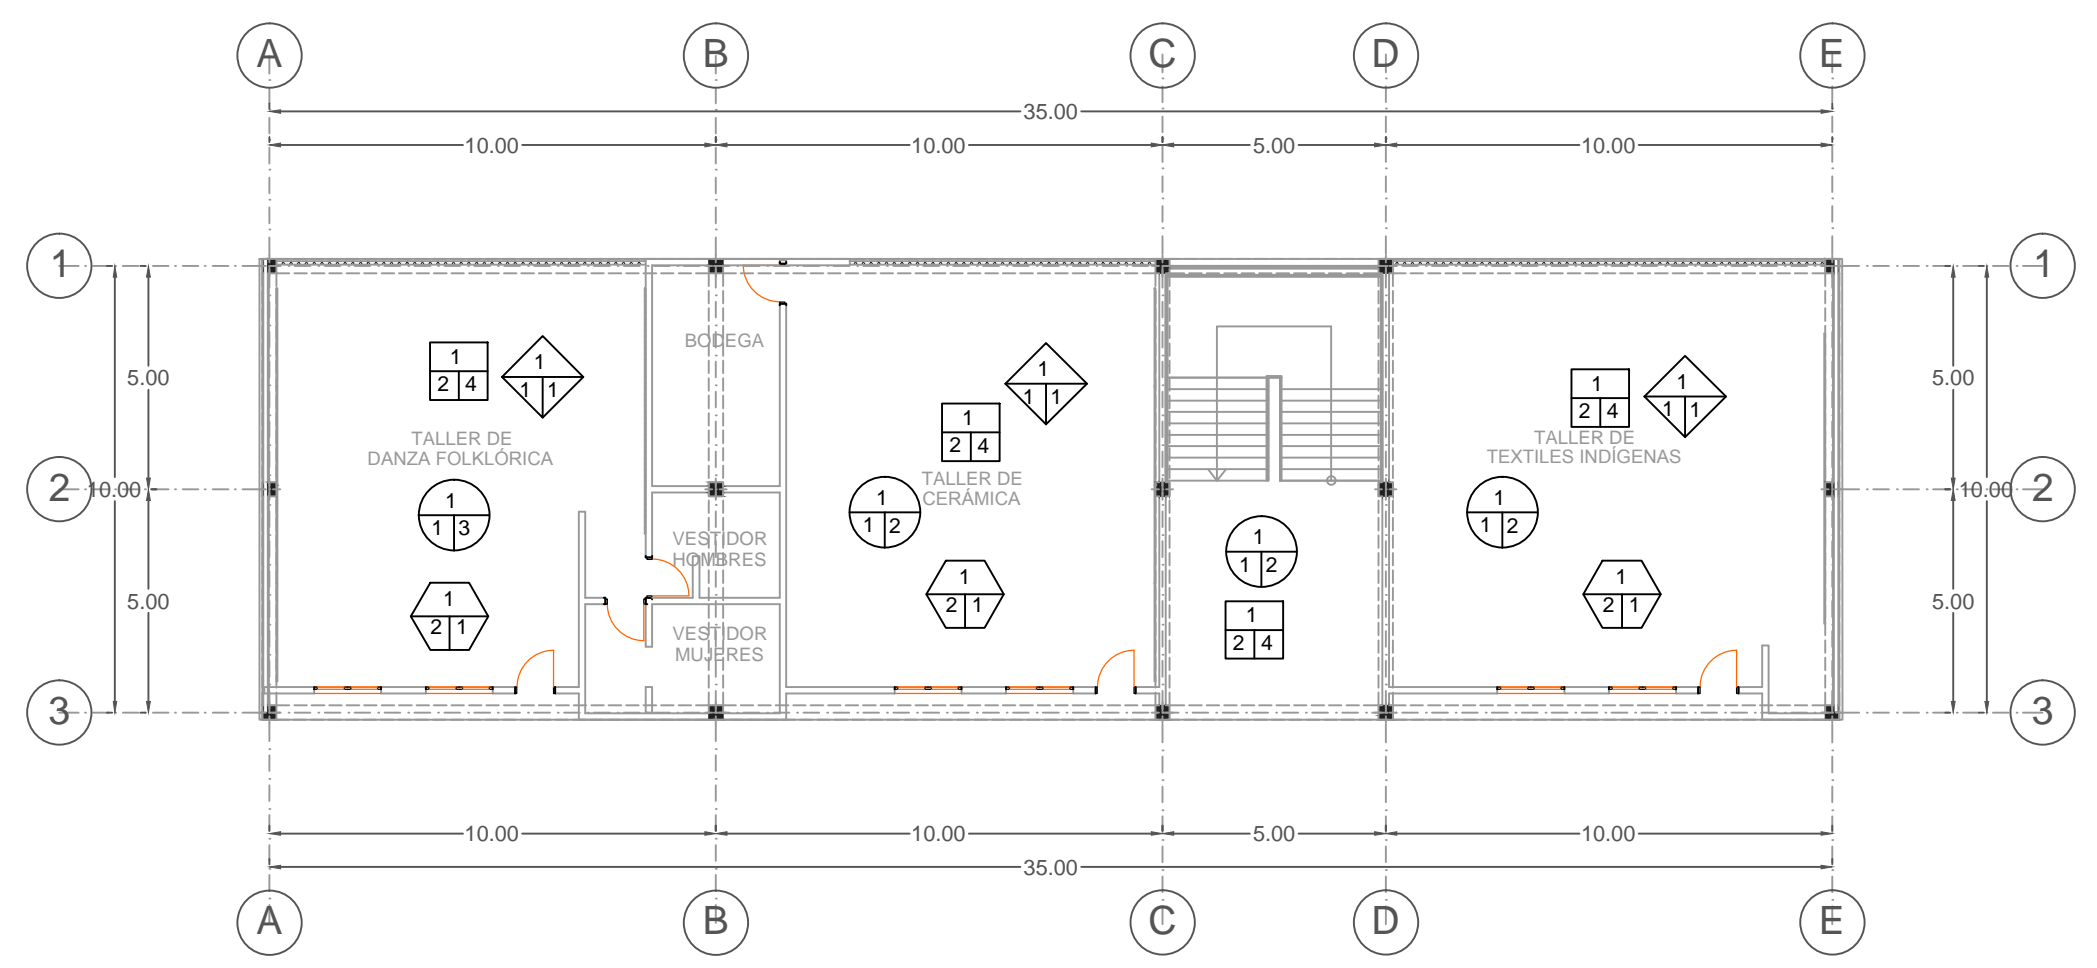 A B C D E
35.00
10.00 10.00 5.00 10.00
1 1
BODEGA
1
2 4
1
1 1
1
1 1
1
2 4
1
1 1
5.00 5.00 5.00
TALLER DE
DANZA FOLKLÓRICA
1
2 4
TALLER DE
TEXTILES INDÍGENAS
TALLER DE
CERÁMICA
2 10.00 10.00 2
1
1 3
1
1 2
1
1 2
1
1 2
VESTIDOR
HOMBRES
1
2 1
1
2 1
1
2 1
5.00 5.00
1
2 4
VESTIDOR
MUJERES
3 3
10.00 10.00 5.00 10.00
35.00
A B C D E